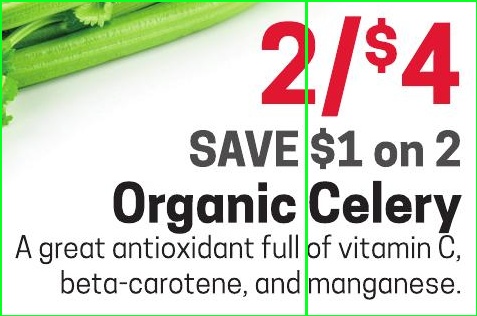 2/$4
SAVE $1 on 2
Organic Celery
A great antioxidant full of vitamin C,
beta-carotene, and manganese.